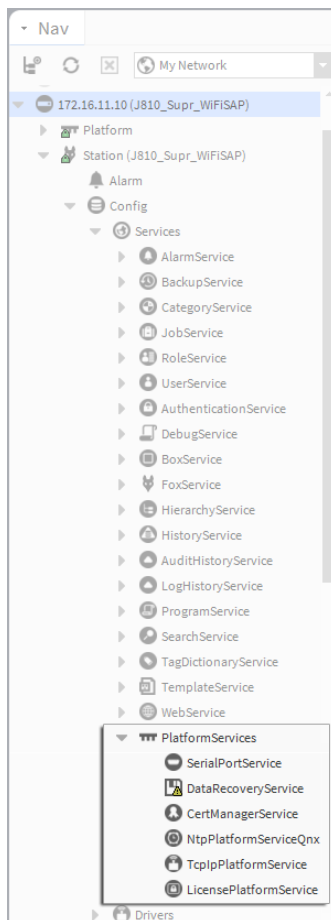 Nav
My Network
172.16.11.10 (J810_Supr_WiFiSAP)
Platform
Station (J810_Supr_WiFiSAP)
Alarm
Config
Services
AlarmService
BackupService
CategoryService
JobService
RoleService
UserService
AuthenticationService
DebugService
BoxService
FoxService
HierarchyService
HistoryService
AuditHistoryService
LogHistoryService
ProgramService
SearchService
TagDictionaryService
TemplateService
WebService
PlatformServices
SerialPortService
DataRecoveryService
CertManagerService
NtpPlatformServiceQnx
TcpIpPlatformService
LicensePlatformService
Drivers